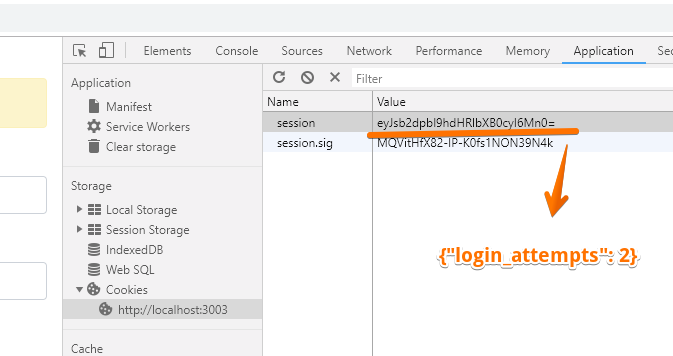 Elements Console Sources Network Performance Memory Application Sec
Application
Manifest
Service Workers
Clear storage
Storage
Local Storage
Session Storage
IndexedDB
Web SQL
Cookies
http://localhost:3003
Cache
Filter
Name Value
session eyJsb2dpbl9hdHRlbXB0cyI6Mn0=
session.sig MQVitHfX82-IP-K0fs1NON39N4k
{"login_attempts": 2}